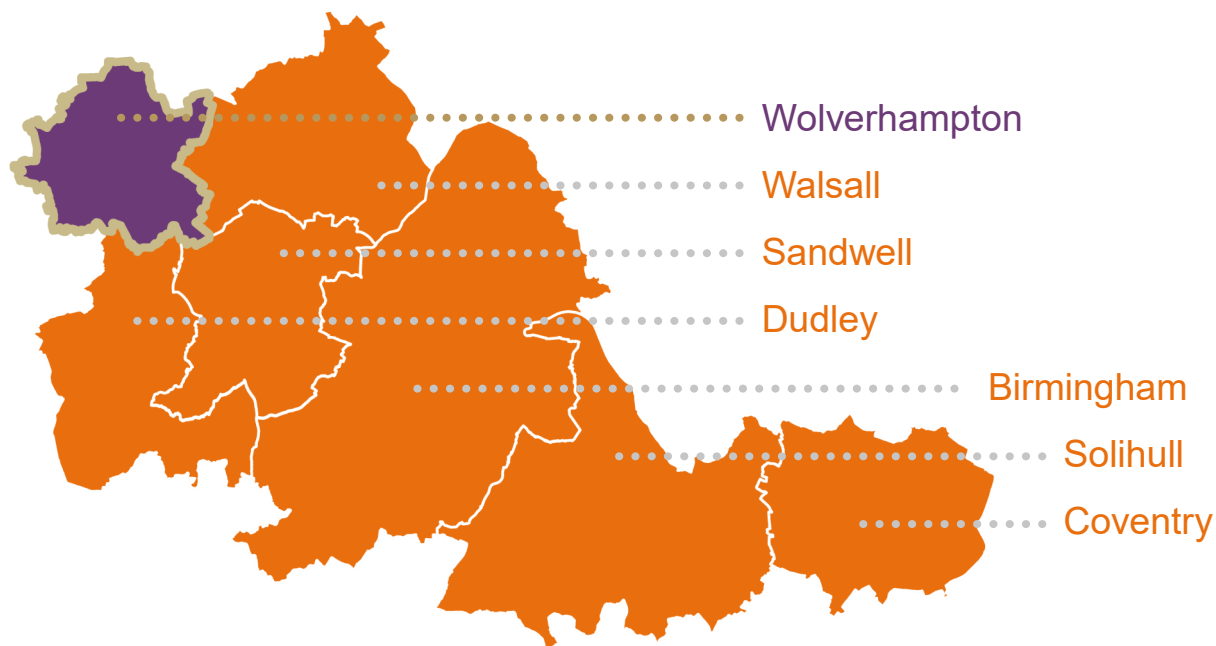 Wolverhampton
Walsall
Sandwell
Dudley
Birmingham
Solihull
Coventry